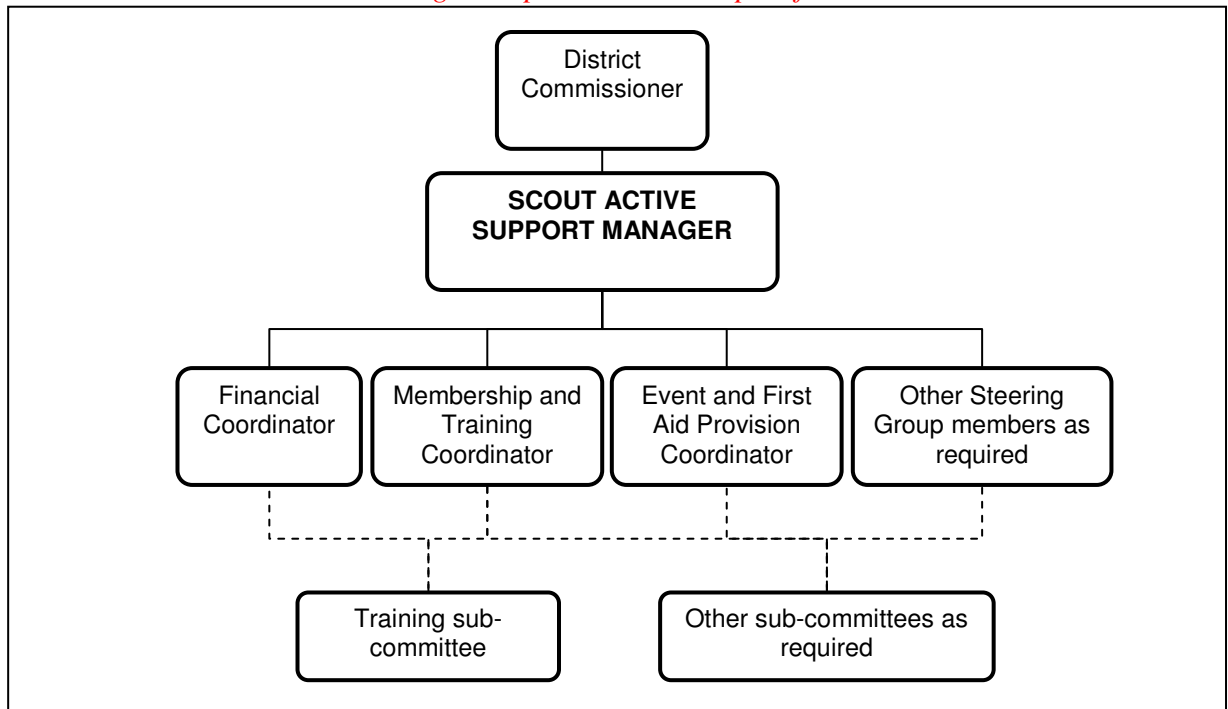 District
Commissioner
SCOUT ACTIVE
SUPPORT MANAGER
Financial
Coordinator
Membership and
Training
Coordinator
Event and First
Aid Provision
Coordinator
Other Steering
Group members as
required
Training sub-
committee
Other sub-committees as
required